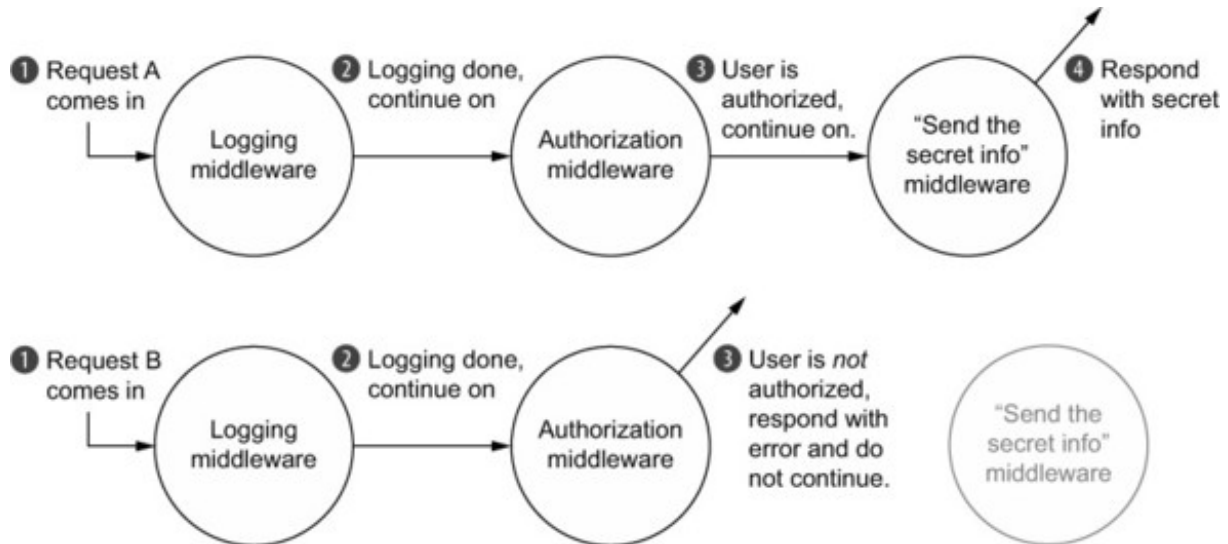 1 Request A
comes in
Logging
middleware
2 Logging done,
continue on
Authorization
middleware
3 User is
authorized,
continue on.
“Send the
secret info”
middleware
4 Respond
with secret
info
1 Request B
comes in
Logging
middleware
2 Logging done,
continue on
Authorization
middleware
3 User is not
authorized,
respond with
error and do
not continue.
“Send the
secret info”
middleware